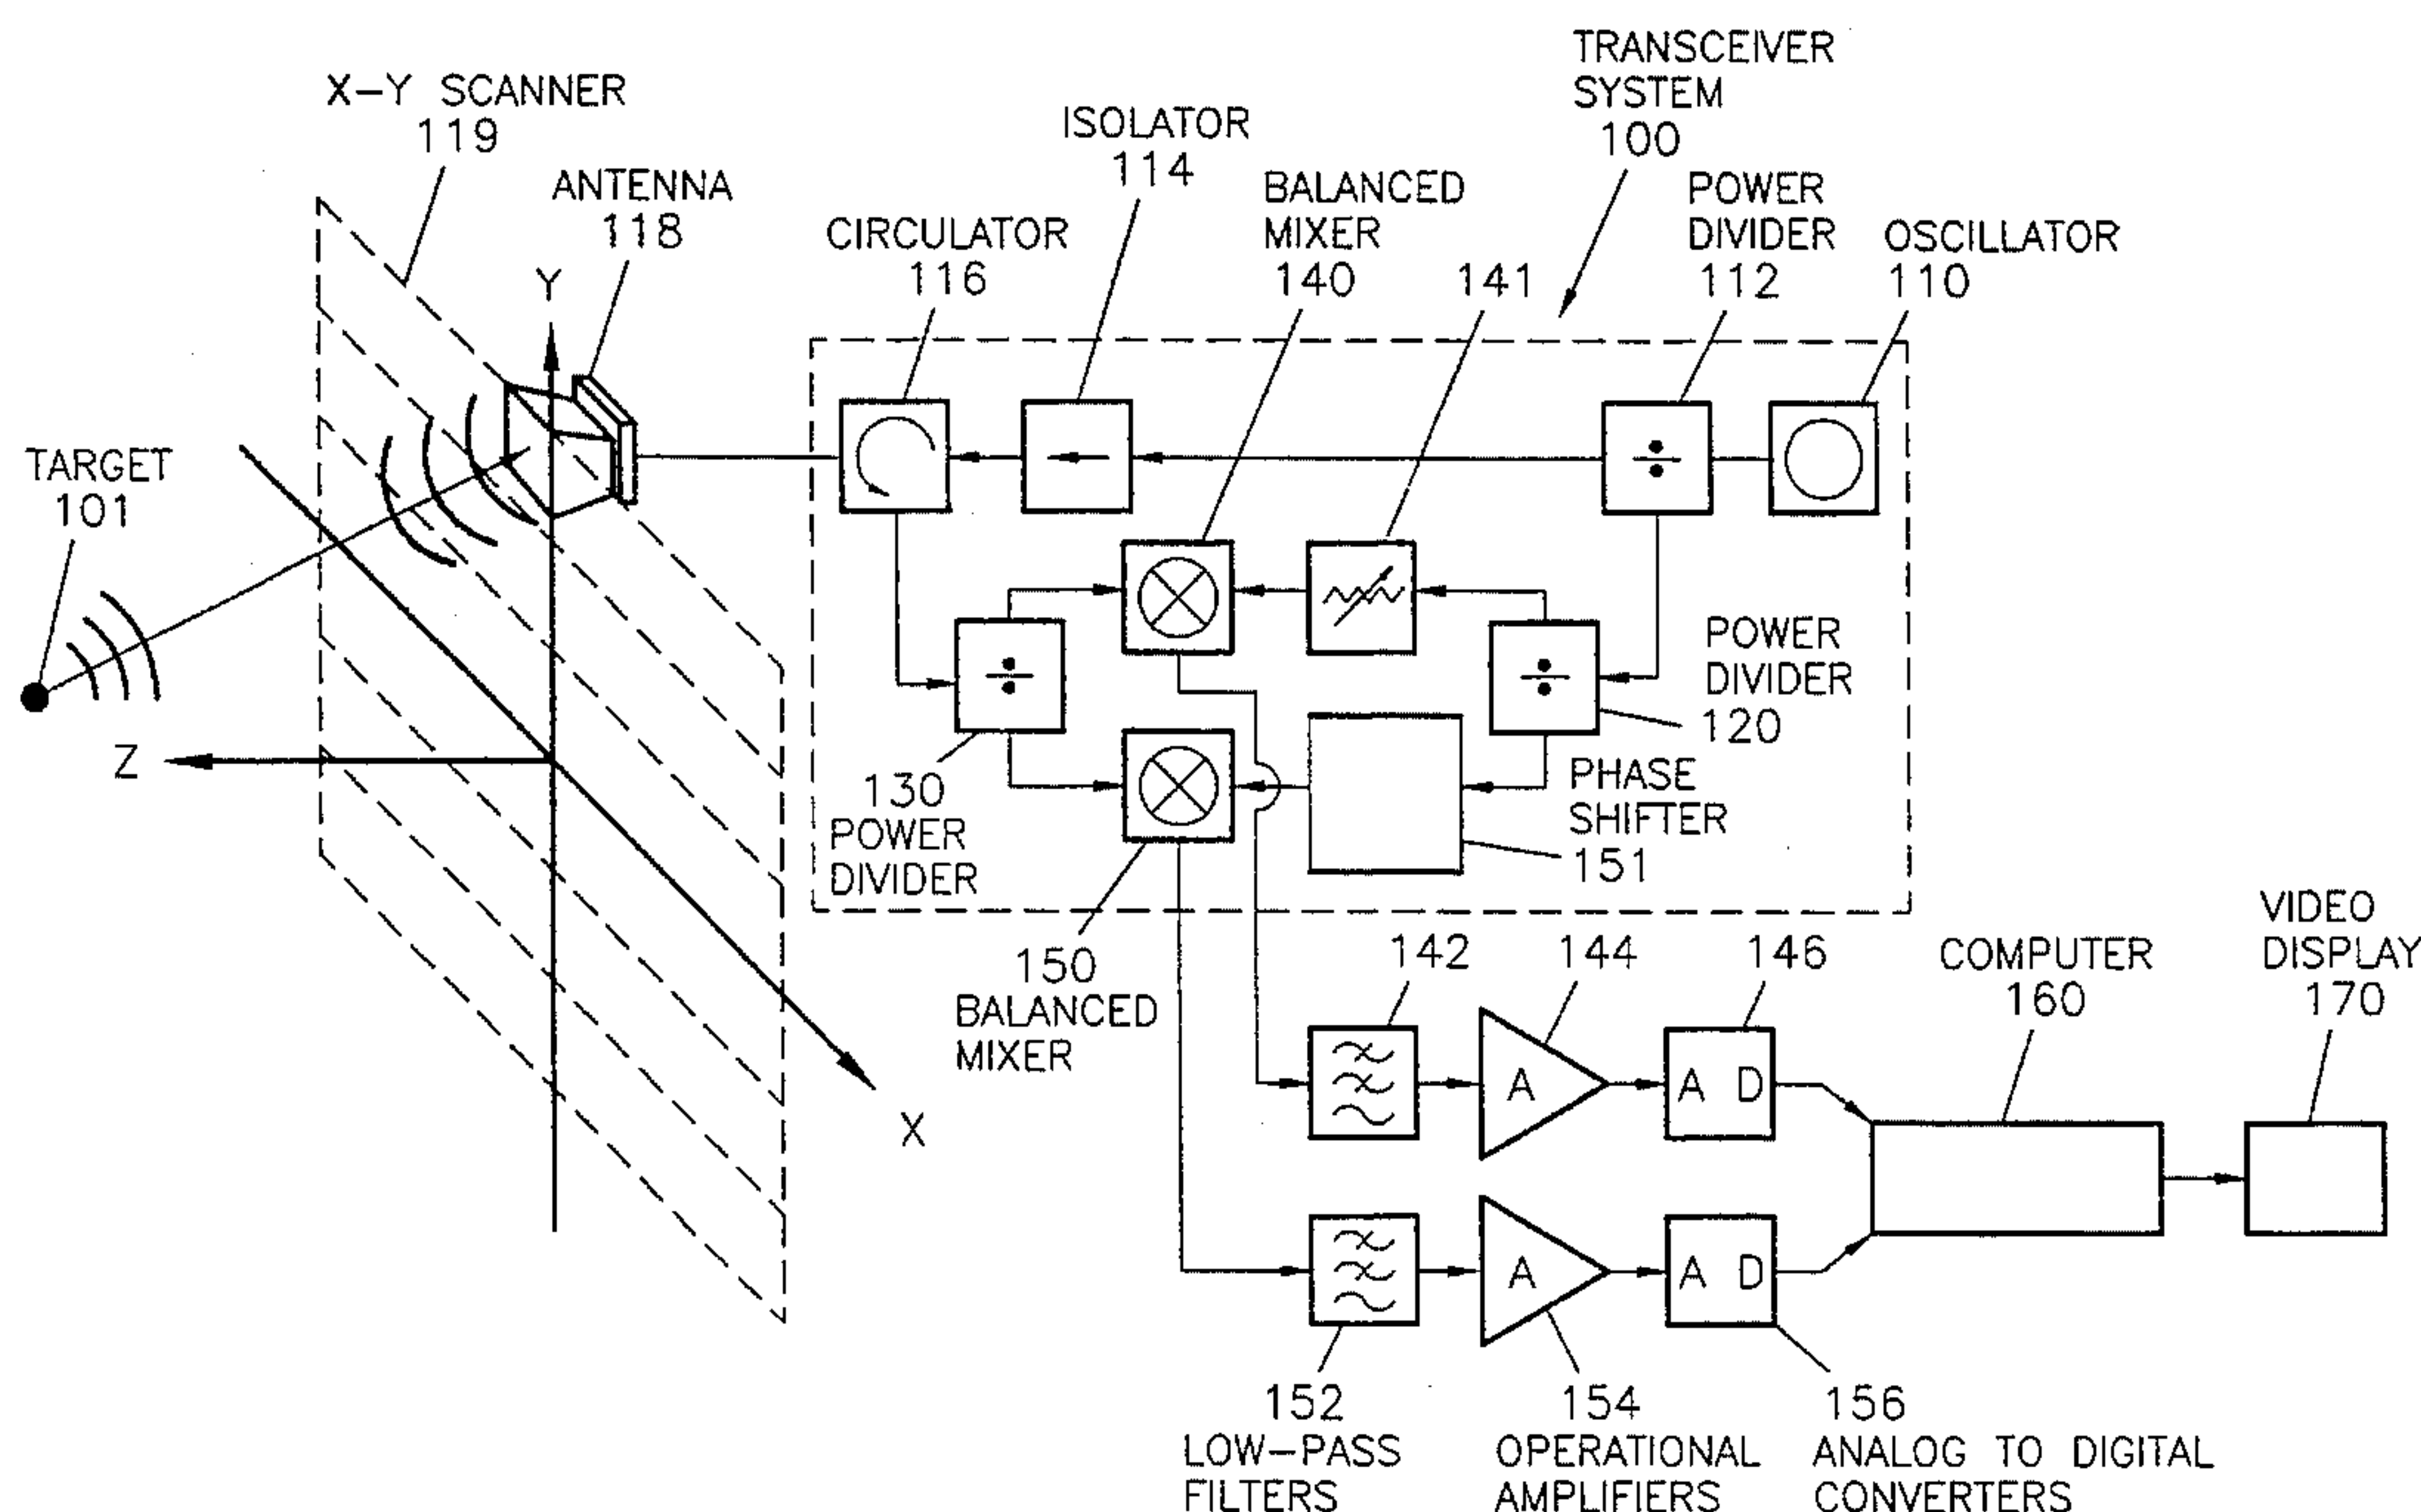 TRANSCEIVER
SYSTEM
100
X-Y SCANNER
119
ISOLATOR
114
ANTENNA
118
BALANCED
MIXER
140
POWER
DIVIDER
112
CIRCULATOR
116
141
OSCILLATOR
110
Y
TARGET
101
POWER
DIVIDER
120
Z
130
POWER
DIVIDER
PHASE
SHIFTER
151
150
BALANCED
MIXER
142
144
146
COMPUTER
160
VIDEO
DISPLAY
170
X
A
A D
A
A D
152
LOW-PASS
FILTERS
154
OPERATIONAL
AMPLIFIERS
156
ANALOG TO DIGITAL
CONVERTERS